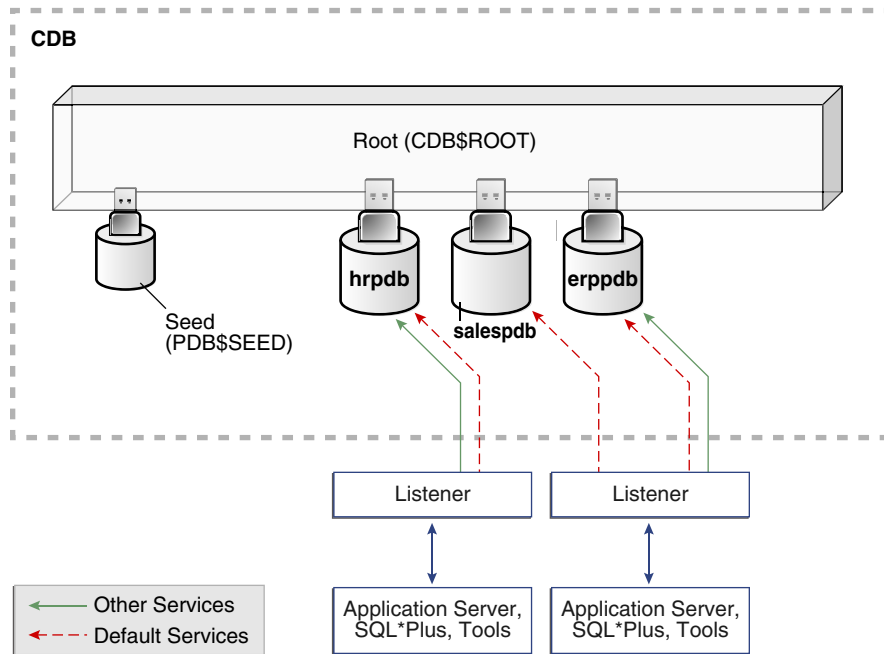 CDB
Root (CDB$ROOT)
hrpdb
erppdb
salespdb
Seed
(PDB$SEED)
Listener
Listener
Application Server,
SQL*Plus, Tools
Application Server,
SQL*Plus, Tools
Other Services
Default Services